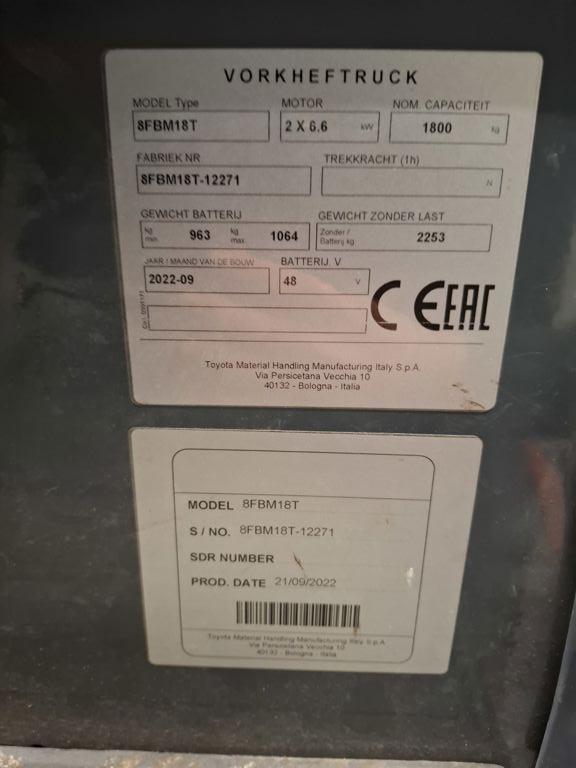 VORKHEFTRUCK
MODEL Type MOTOR NOM. CAPACITEIT
8FBM18T 2 X 6.6 kW 1800 kg
FABRIEK NR TREKKRACHT (1h)
8FBM18T-12271 N
GEWICHT BATTERIJ GEWICHT ZONDER LAST
kg min 963 kg max 1064 Zonder / Batterij kg 2253
JAAR / MAAND VAN DE BOUW BATTERIJ. V
2022-09 48 V
CE EAC
Toyota Material Handling Manufacturing Italy S.p.A.
Via Persicetana Vecchia 10
40132 - Bologna - Italia
MODEL 8FBM18T
S / NO. 8FBM18T-12271
SDR NUMBER
PROD. DATE 21/09/2022
Toyota Material Handling Manufacturing Italy S.p.A
Via Persicetana Vecchia 10
40132 - Bologna - Italia